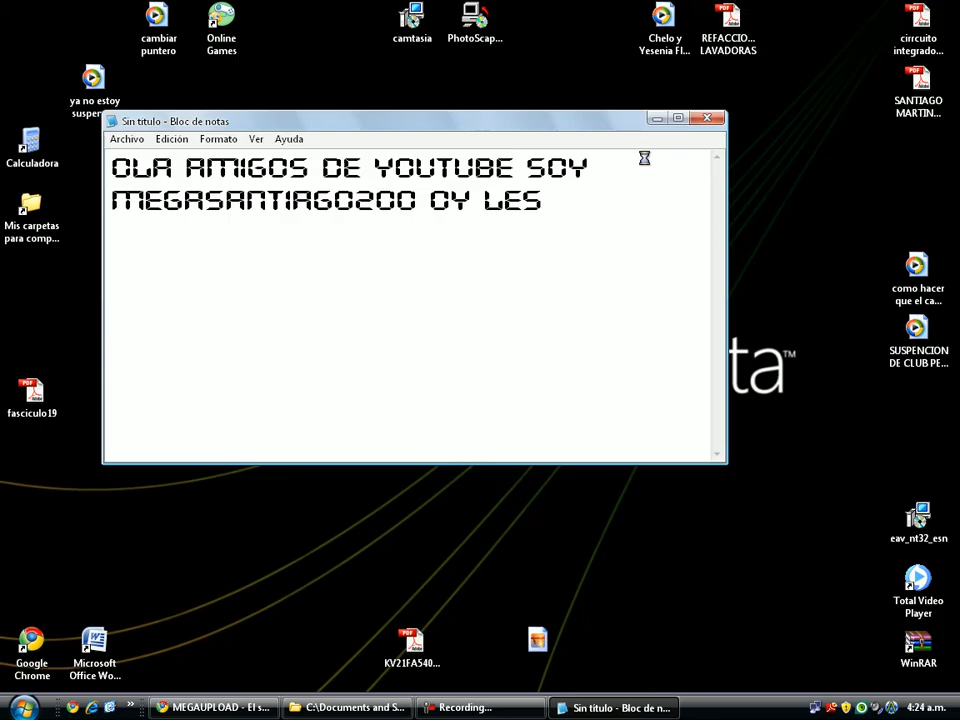 cambiar
puntero
Online
Games
camtasia
PhotoScap...
Chelo y
Yesenia Fl...
REFACCIO...
LAVADORAS
cirrcuito
integrado...
ya no estoy
suspe
SANTIAGO
MARTIN...
Calculadora
Mis carpetas
para comp...
Sin título - Bloc de notas
Archivo Edición Formato Ver Ayuda
OLA AMIGOS DE YOUTUBE SOY
MEGASANTIAGO200 OY LES
ta™
como hacer
que el ca...
SUSPENCION
DE CLUB PE...
fasciculo19
eav_nt32_esn
Total Video
Player
Google
Chrome
Microsoft
Office Wo...
KV21FA540...
WinRAR
MEGAUPLOAD - El s...
C:\Documents and S...
Recording...
Sin título - Bloc de n...
4:24 a.m.